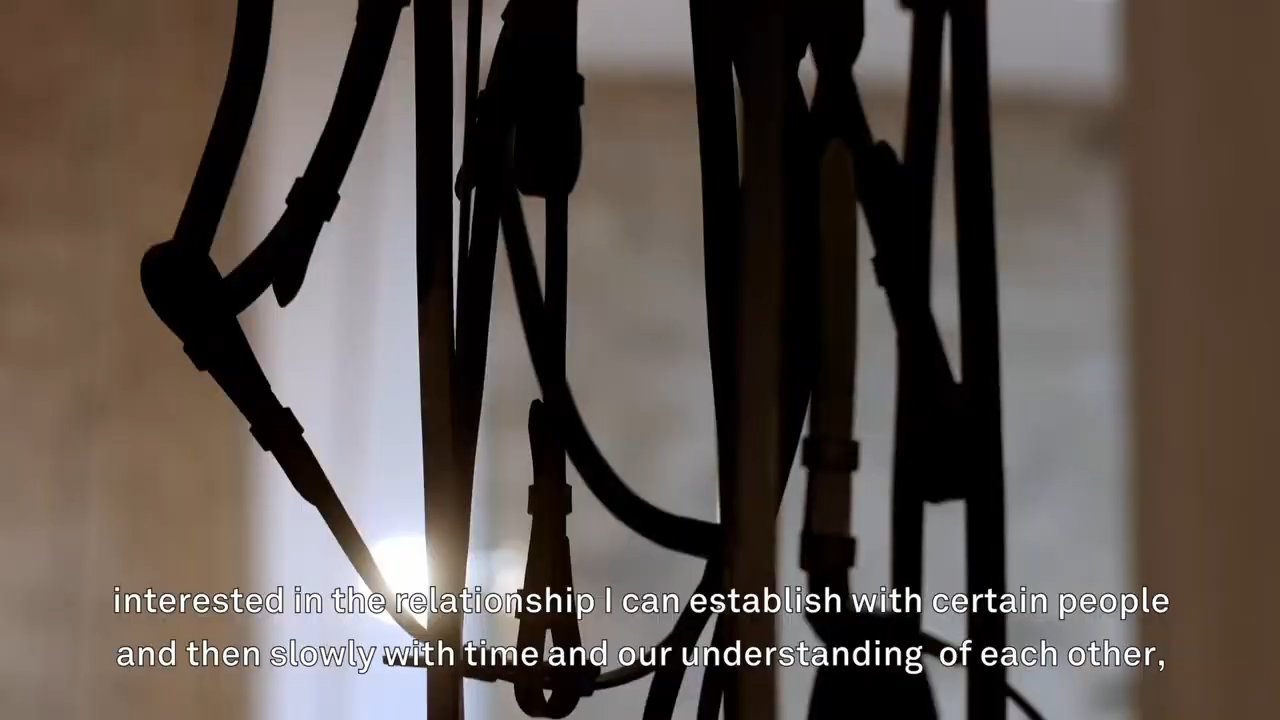 interested in the relationship I can establish with certain people
and then slowly with time and our understanding of each other,